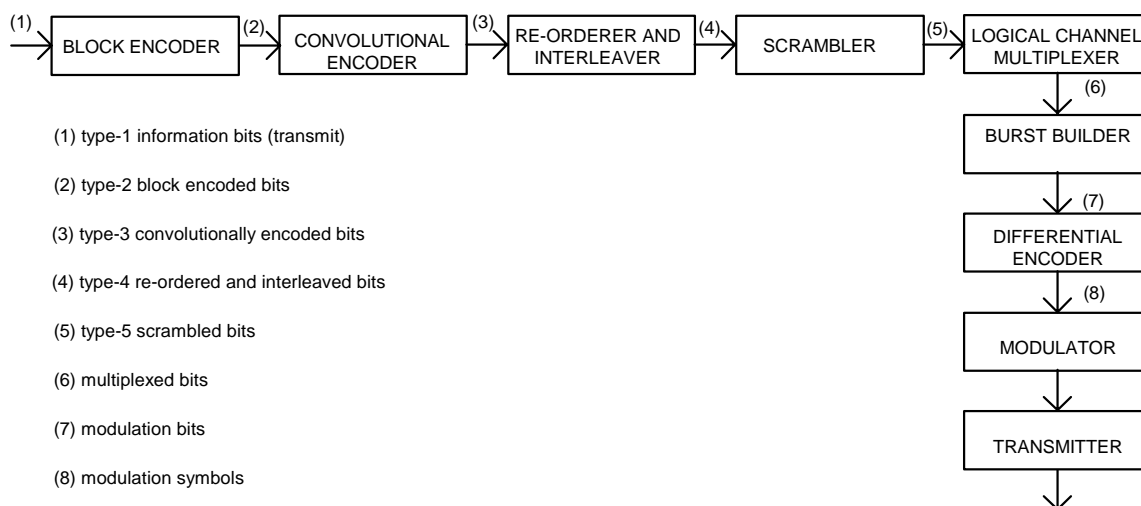 (1)
BLOCK ENCODER
(2)
CONVOLUTIONAL
ENCODER
(3)
RE-ORDERER AND
INTERLEAVER
(4)
SCRAMBLER
(5)
LOGICAL CHANNEL
MULTIPLEXER
(6)
BURST BUILDER
(7)
DIFFERENTIAL
ENCODER
(8)
MODULATOR
TRANSMITTER
(1) type-1 information bits (transmit)
(2) type-2 block encoded bits
(3) type-3 convolutionally encoded bits
(4) type-4 re-ordered and interleaved bits
(5) type-5 scrambled bits
(6) multiplexed bits
(7) modulation bits
(8) modulation symbols